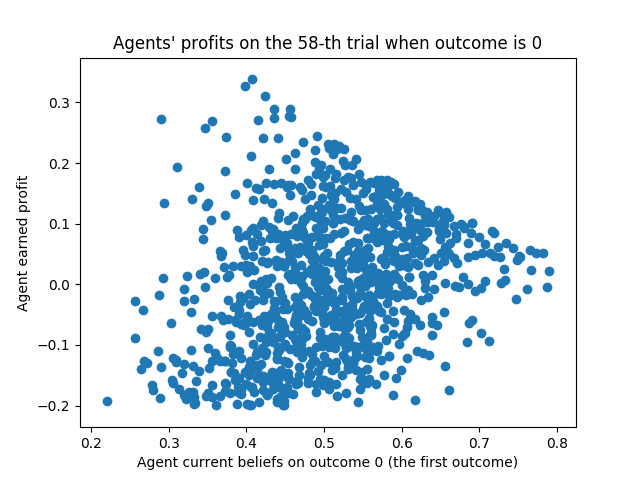 Agents' profits on the 58-th trial when outcome is 0
Agent earned profit
0.3
0.2
0.1
0.0
−0.1
−0.2
0.2 0.3 0.4 0.5 0.6 0.7 0.8
Agent current beliefs on outcome 0 (the first outcome)